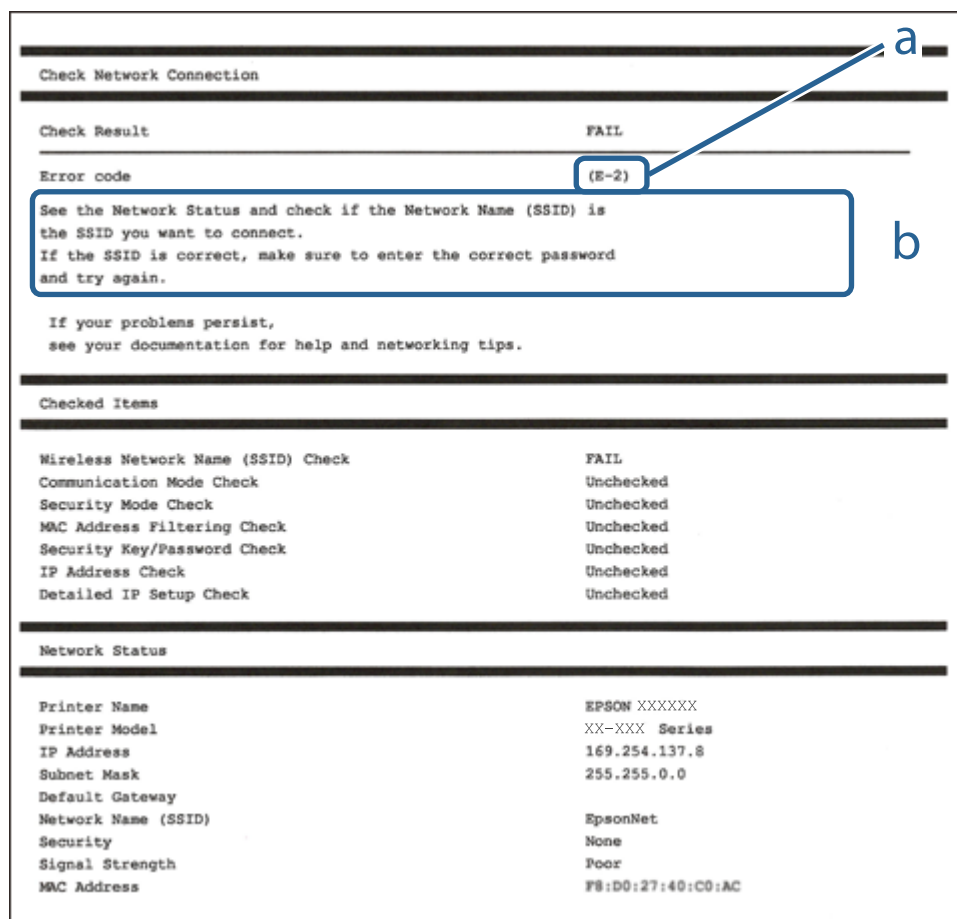 a
Check Network Connection
Check Result FAIL
Error code (E-2)
See the Network Status and check if the Network Name (SSID) is
the SSID you want to connect.
If the SSID is correct, make sure to enter the correct password
and try again.
b
If your problems persist,
see your documentation for help and networking tips.
Checked Items
Wireless Network Name (SSID) Check FAIL
Communication Mode Check Unchecked
Security Mode Check Unchecked
MAC Address Filtering Check Unchecked
Security Key/Password Check Unchecked
IP Address Check Unchecked
Detailed IP Setup Check Unchecked
Network Status
Printer Name EPSON XXXXXX
Printer Model XX-XXX Series
IP Address 169.254.137.8
Subnet Mask 255.255.0.0
Default Gateway
Network Name (SSID) EpsonNet
Security None
Signal Strength Poor
MAC Address F8:D0:27:40:C0:AC